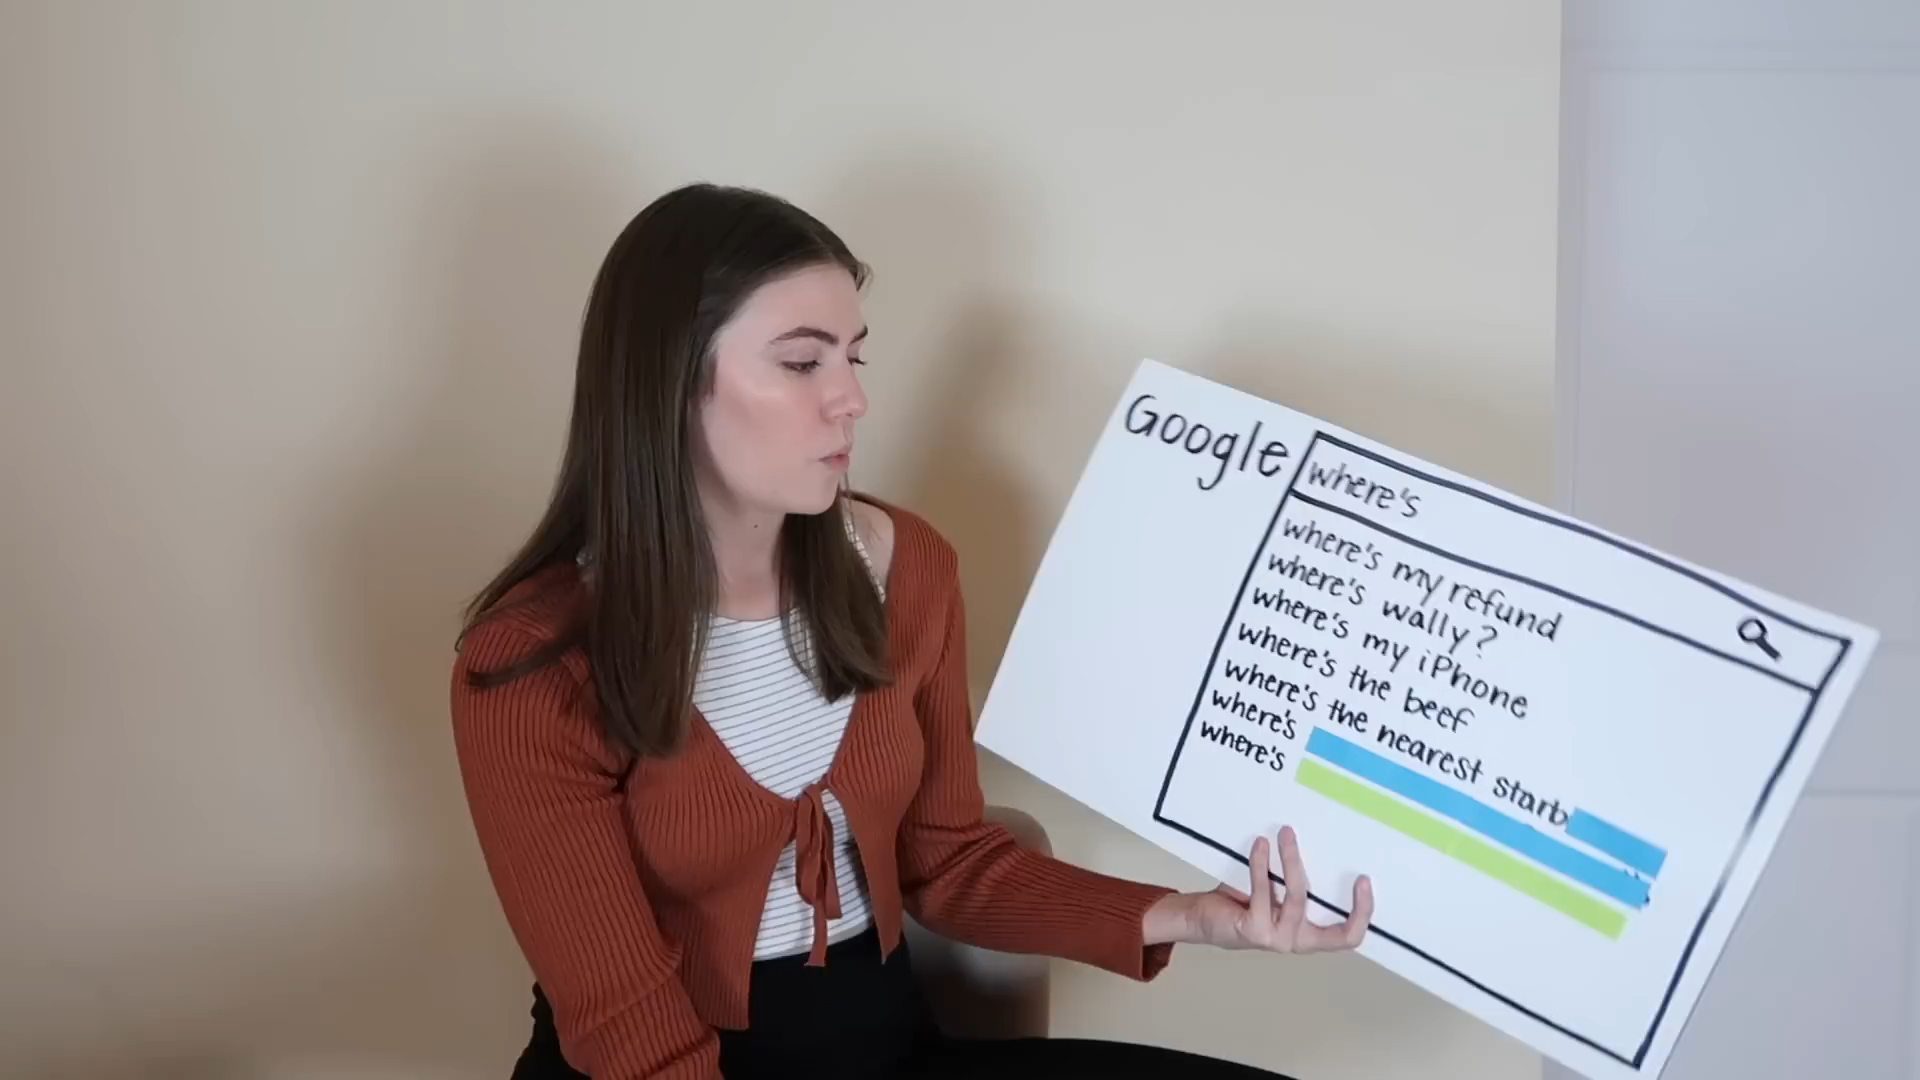 Google
where's
where's my refund
where's wally?
where's my iPhone
where's the beef
where's the nearest starb
where's
where's